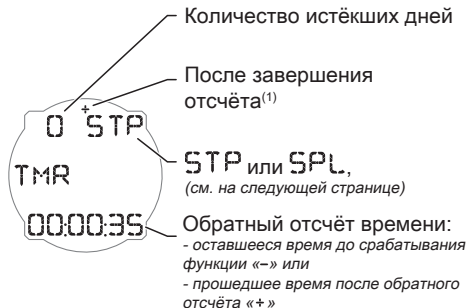 Количество истёкших дней
После завершения
отсчёта(1)
+
0 STP
STP или SPL,
(см. на следующей странице)
TMR
00:00:35
Обратный отсчёт времени:
- оставшееся время до срабатывания
функции «–» или
- прошедшее время после обратного
отсчёта «+»